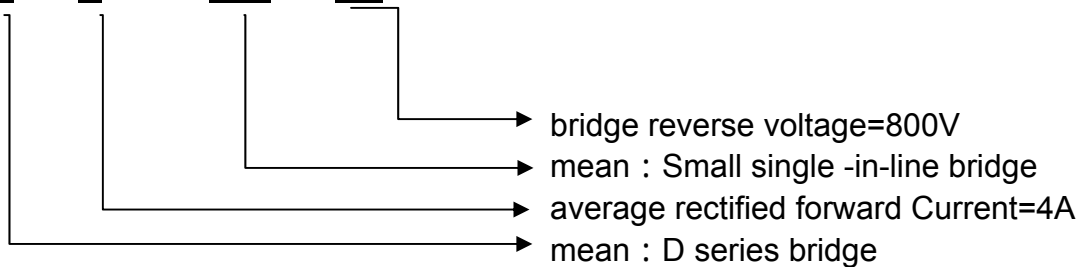 bridge reverse voltage=800V
mean：Small single -in-line bridge
average rectified forward Current=4A
mean：D series bridge